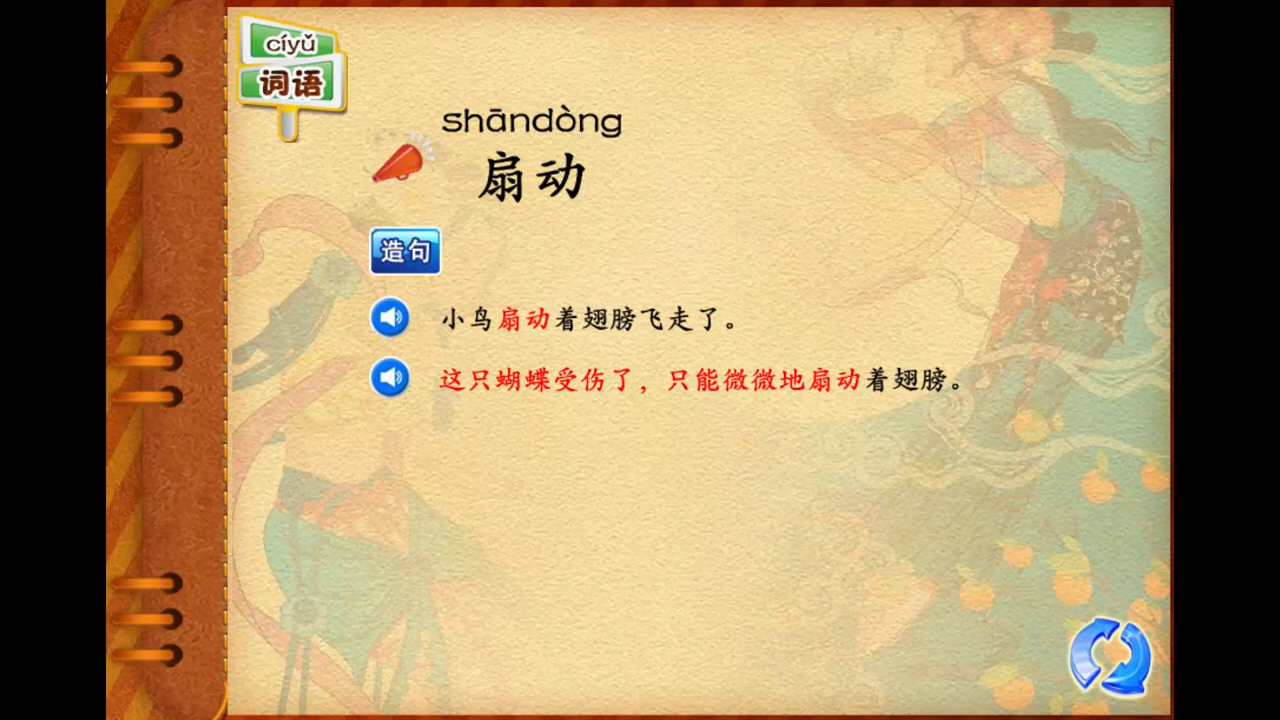 cíyǔ
词语
shāndòng
扇动
造句
小鸟扇动着翅膀飞走了。
这只蝴蝶受伤了，只能微微地扇动着翅膀。